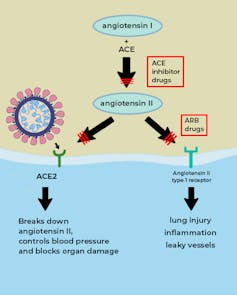 angiotensin I
+
ACE
ACE
inhibitor
drugs
angiotensin II
ARB
drugs
ACE2
Angiotensin II
type 1 receptor
Breaks down
angiotensin II,
controls blood pressure
and blocks organ damage
lung injury
inflammation
leaky vessels